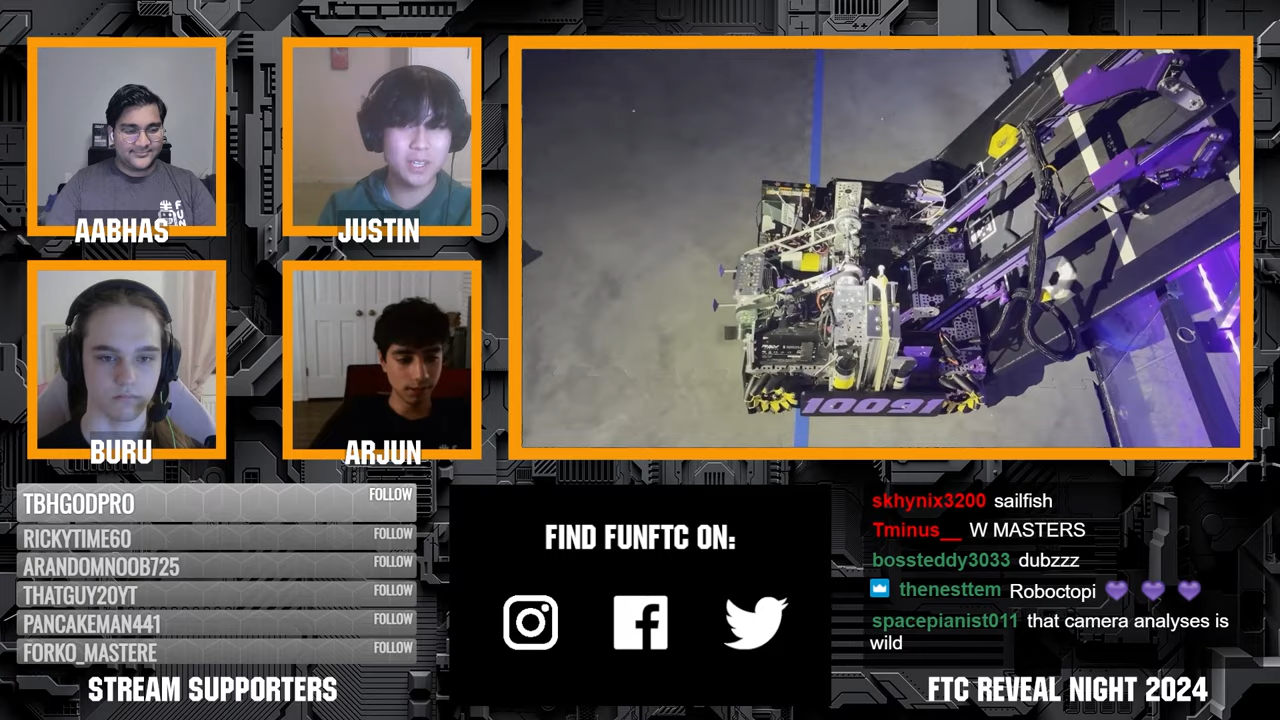 AABHAS
JUSTIN
BURU
ARJUN
10091
TBHGODPRO FOLLOW
RICKYTIME60 FOLLOW
ARANDOMNOOB725 FOLLOW
THATGUY20YT FOLLOW
PANCAKEMAN441 FOLLOW
FORKO_MASTERE FOLLOW
STREAM SUPPORTERS
FIND FUNFTC ON:
skhynix3200 sailfish
Tminus__ W MASTERS
bossteddy3033 dubzzz
thenesttem Roboctopi 💜 💜 💜
spacepianist011 that camera analyses is
wild
FTC REVEAL NIGHT 2024